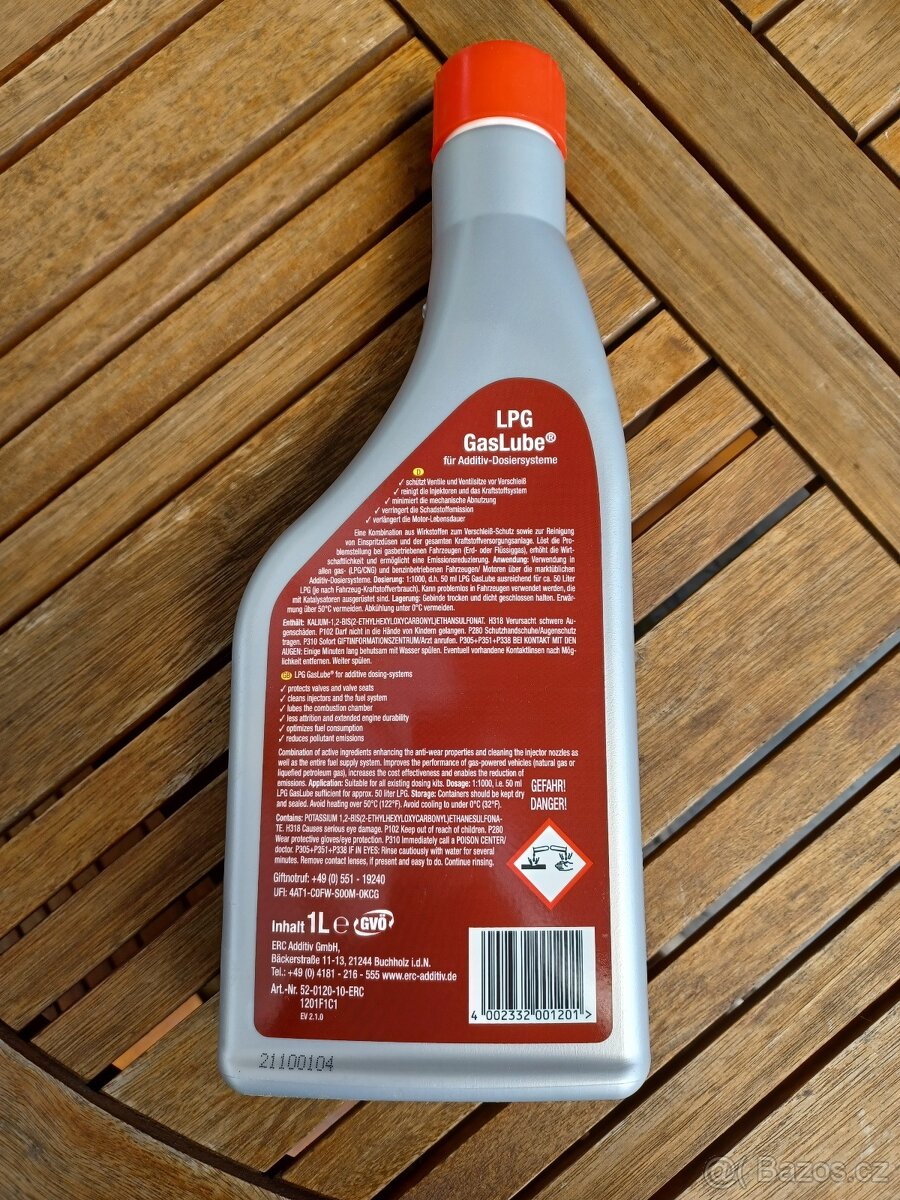 LPG
GasLube®
für Additiv-Dosiersysteme
D
✓ schützt Ventile und Ventilsitze vor Verschleiß
✓ reinigt die Injektoren und das Kraftstoffsystem
✓ minimiert die mechanische Abnutzung
✓ verringert die Schadstoffemission
✓ verlängert die Motor-Lebensdauer
Eine Kombination aus Wirkstoffen zum Verschleiß-Schutz sowie zur Reinigung
von Einspritzdüsen und der gesamten Kraftstoffversorgungsanlage. Löst die Pro-
blemstellung bei gasbetriebenen Fahrzeugen (Erd- oder Flüssiggas), erhöht die Wirt-
schaftlichkeit und ermöglicht eine Emissionsreduzierung. Anwendung: Verwendung in
allen gas- (LPG/CNG) und benzinbetriebenen Fahrzeugen/ Motoren über die marktüblichen
Additiv-Dosiersysteme. Dosierung: 1:1000, d.h. 50 ml LPG GasLube ausreichend für ca. 50 Liter
LPG (je nach Fahrzeug-Kraftstoffverbrauch). Kann problemlos in Fahrzeugen verwendet werden, die
mit Katalysatoren ausgerüstet sind. Lagerung: Gebinde trocken und dicht geschlossen halten. Erwär-
mung über 50°C vermeiden. Abkühlung unter 0°C vermeiden.
Enthält: KALIUM-1,2-BIS(2-ETHYLHEXYLOXYCARBONYL)ETHANSULFONAT. H318 Verursacht schwere Au-
genschäden. P102 Darf nicht in die Hände von Kindern gelangen. P280 Schutzhandschuhe/Augenschutz
tragen. P310 Sofort GIFTINFORMATIONSZENTRUM/Arzt anrufen. P305+P351+P338 BEI KONTAKT MIT DEN
AUGEN: Einige Minuten lang behutsam mit Wasser spülen. Eventuell vorhandene Kontaktlinsen nach Mög-
lichkeit entfernen. Weiter spülen.
GB LPG GasLube® for additive dosing-systems
✓ protects valves and valve seats
✓ cleans injectors and the fuel system
✓ lubes the combustion chamber
✓ less attrition and extended engine durability
✓ optimizes fuel consumption
✓ reduces pollutant emissions
Combination of active ingredients enhancing the anti-wear properties and cleaning the injector nozzles as
well as the entire fuel supply system. Improves the performance of gas-powered vehicles (natural gas or
liquefied petroleum gas), increases the cost effectiveness and enables the reduction of
emissions. Application: Suitable for all existing dosing kits. Dosage: 1:1000, i.e. 50 ml
LPG GasLube sufficient for approx. 50 liter LPG. Storage: Containers should be kept dry
and sealed. Avoid heating over 50°C (122°F). Avoid cooling to under 0°C (32°F).
GEFAHR!
DANGER!
Contains: POTASSIUM 1,2-BIS(2-ETHYLHEXYLOXYCARBONYL)ETHANESULFONA-
TE. H318 Causes serious eye damage. P102 Keep out of reach of children. P280
Wear protective gloves/eye protection. P310 Immediately call a POISON CENTER/
doctor. P305+P351+P338 IF IN EYES: Rinse cautiously with water for several
minutes. Remove contact lenses, if present and easy to do. Continue rinsing.
Giftnotruf: +49 (0) 551 - 19240
UFI: 4AT1-C0FW-S00M-0KCG
Inhalt 1L ℮ GVÖ
ERC Additiv GmbH,
Bäckerstraße 11-13, 21244 Buchholz i.d.N.
Tel.: +49 (0) 4181 - 216 - 555 www.erc-additiv.de
Art.-Nr. 52-0120-10-ERC
1201F1C1
EV 2.1.0
4 002332 001201 >
21100104
Bazos.cz